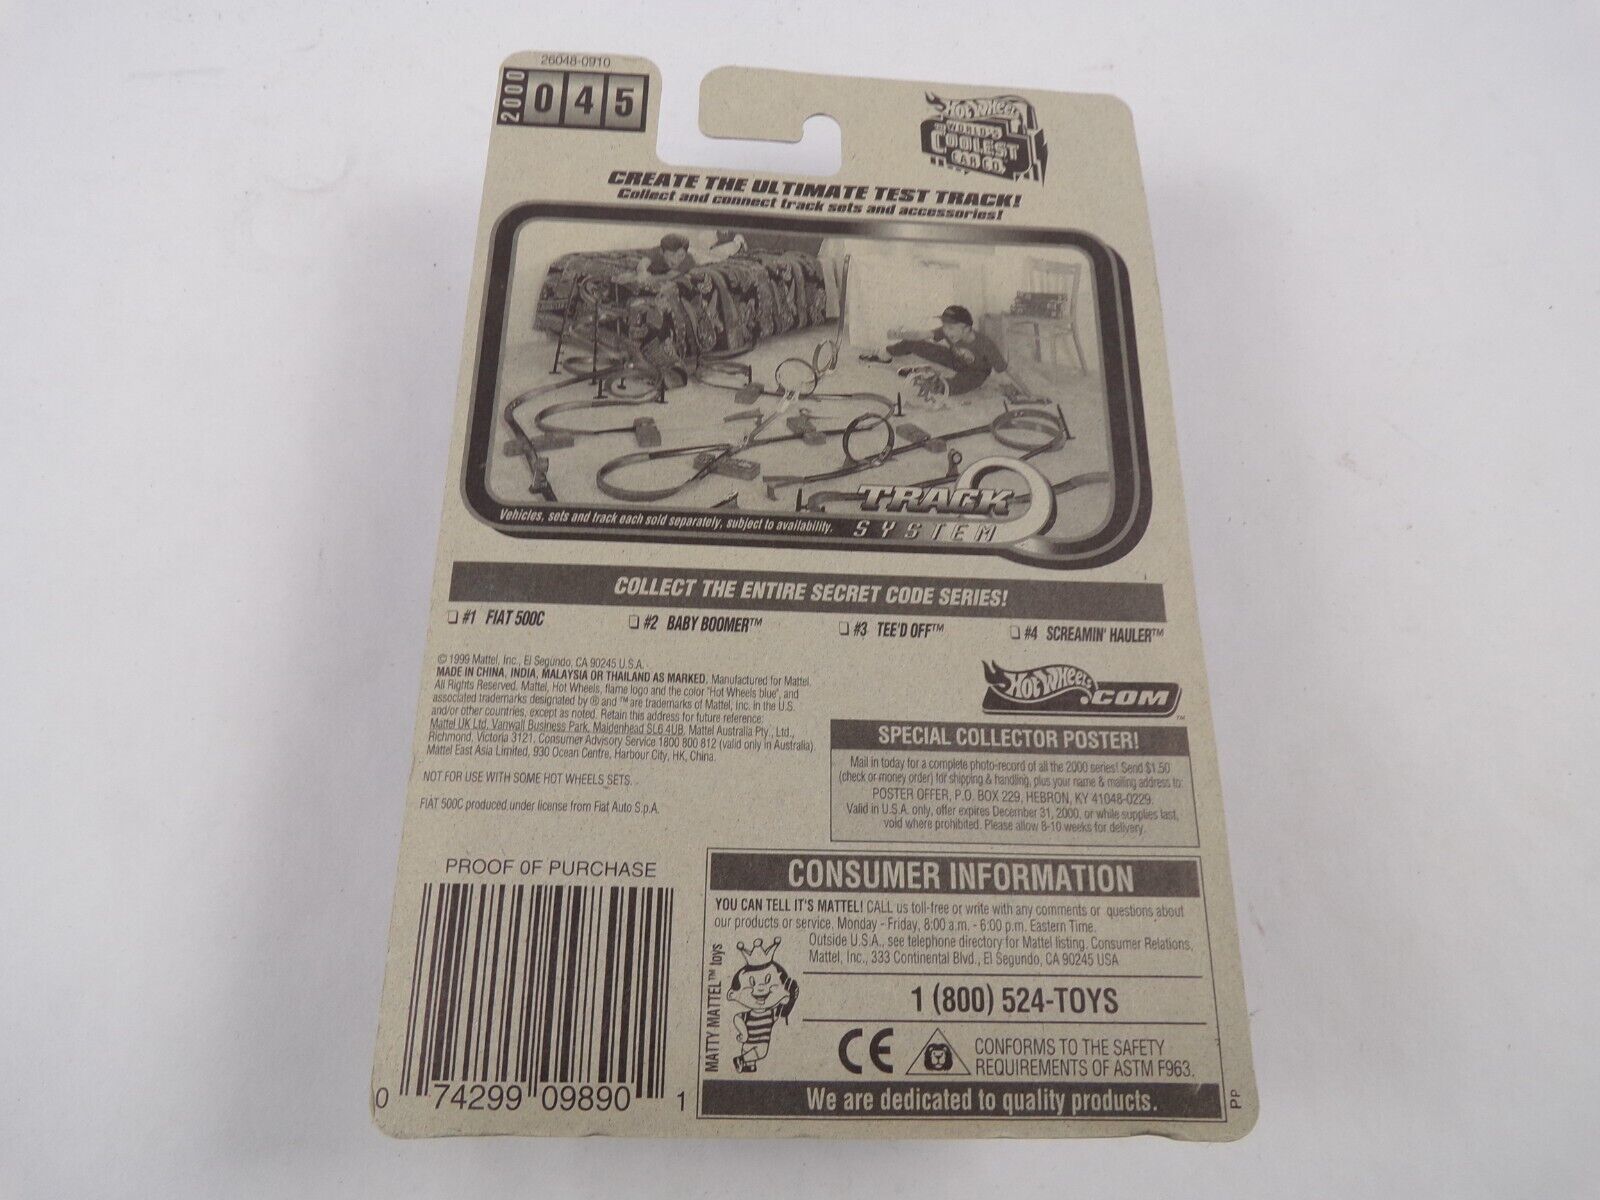 26048-0910
2000
045
HOT WHEELS
WORLD'S
COOLEST
CAR CO.
CREATE THE ULTIMATE TEST TRACK!
Collect and connect track sets and accessories!
TRACK
SYSTEM
Vehicles, sets and track each sold separately, subject to availability.
COLLECT THE ENTIRE SECRET CODE SERIES!
❏ #1 FIAT 500C ❏ #2 BABY BOOMER™ ❏ #3 TEE'D OFF™ ❏ #4 SCREAMIN' HAULER™
© 1999 Mattel, Inc., El Segundo, CA 90245 U.S.A.
MADE IN CHINA, INDIA, MALAYSIA OR THAILAND AS MARKED. Manufactured for Mattel.
All Rights Reserved. Mattel, Hot Wheels, flame logo and the color "Hot Wheels blue", and
associated trademarks designated by ® and ™ are trademarks of Mattel, Inc. in the U.S.
and/or other countries, except as noted. Retain this address for future reference:
Mattel UK Ltd, Vanwall Business Park, Maidenhead SL6 4UB. Mattel Australia Pty., Ltd.,
Richmond, Victoria 3121. Consumer Advisory Service 1800 800 812 (valid only in Australia).
Mattel East Asia Limited, 930 Ocean Centre, Harbour City, HK, China.
NOT FOR USE WITH SOME HOT WHEELS SETS.
FIAT 500C produced under license from Fiat Auto S.p.A.
HOT WHEELS.COM™
SPECIAL COLLECTOR POSTER!
Mail in today for a complete photo-record of all the 2000 series! Send $1.50
(check or money order) for shipping & handling, plus your name & mailing address to:
POSTER OFFER, P.O. BOX 229, HEBRON, KY 41048-0229.
Valid in U.S.A. only, offer expires December 31, 2000, or while supplies last,
void where prohibited. Please allow 8-10 weeks for delivery.
PROOF OF PURCHASE
0 74299 09890 1
CONSUMER INFORMATION
YOU CAN TELL IT'S MATTEL! CALL us toll-free or write with any comments or questions about
our products or service, Monday - Friday, 8:00 a.m. - 6:00 p.m. Eastern Time.
Outside U.S.A., see telephone directory for Mattel listing. Consumer Relations,
Mattel, Inc., 333 Continental Blvd., El Segundo, CA 90245 USA
MATTY MATTEL™ toys
1 (800) 524-TOYS
CE
CONFORMS TO THE SAFETY
REQUIREMENTS OF ASTM F963.
We are dedicated to quality products.
PP